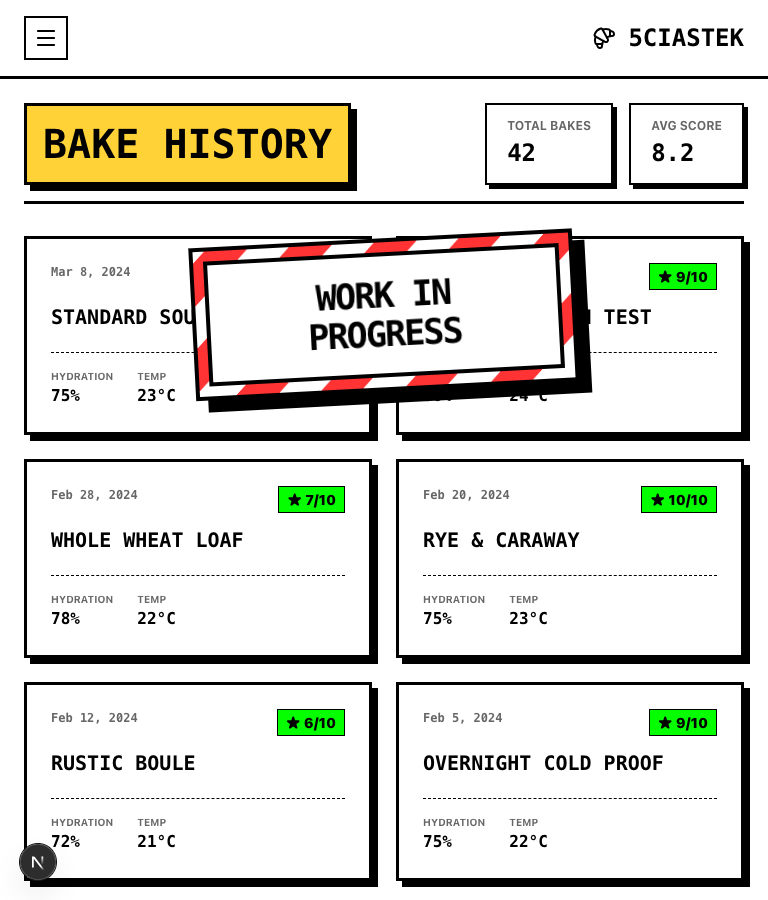 5CIASTEK
BAKE HISTORY
TOTAL BAKES
42
AVG SCORE
8.2
Mar 8, 2024
STANDARD
HYDRATION
75%
TEMP
23°C
WORK IN
PROGRESS
9/10
TEST
24°C
Feb 28, 2024
7/10
WHOLE WHEAT LOAF
HYDRATION
78%
TEMP
22°C
Feb 20, 2024
10/10
RYE & CARAWAY
HYDRATION
75%
TEMP
23°C
Feb 12, 2024
6/10
RUSTIC BOULE
HYDRATION
72%
TEMP
21°C
Feb 5, 2024
9/10
OVERNIGHT COLD PROOF
HYDRATION
75%
TEMP
22°C
N